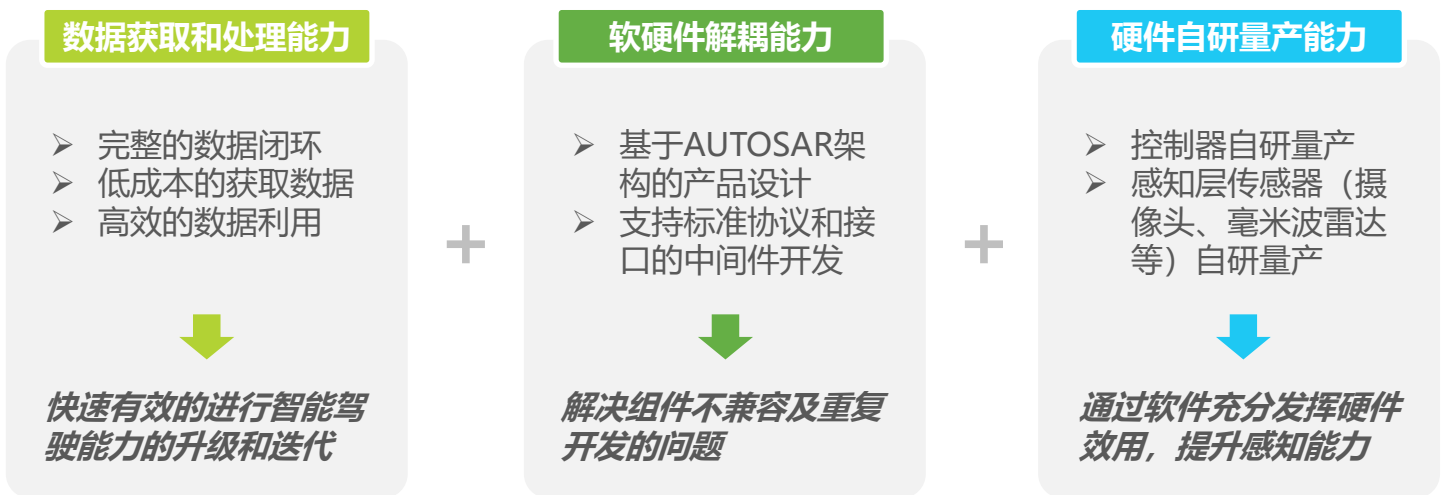 数据获取和处理能力
➢ 完整的数据闭环
➢ 低成本的获取数据
➢ 高效的数据利用
快速有效的进行智能驾
驶能力的升级和迭代
+
软硬件解耦能力
➢ 基于AUTOSAR架
构的产品设计
➢ 支持标准协议和接
口的中间件开发
解决组件不兼容及重复
开发的问题
+
硬件自研量产能力
➢ 控制器自研量产
➢ 感知层传感器（摄
像头、毫米波雷达
等）自研量产
通过软件充分发挥硬件
效用，提升感知能力